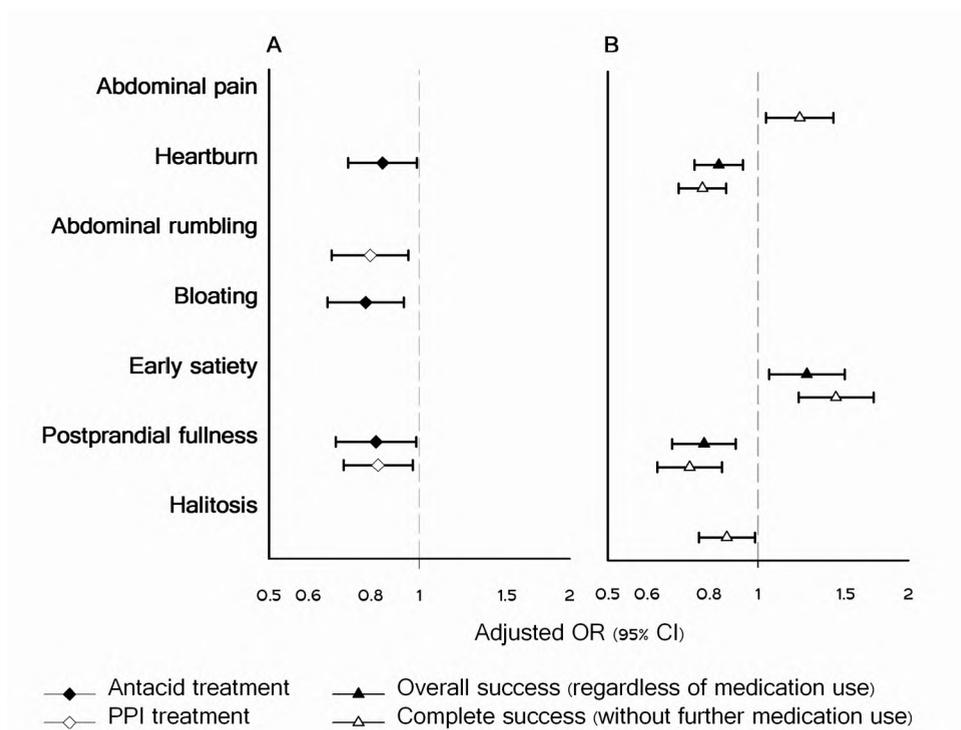 A B
Abdominal pain
Heartburn
Abdominal rumbling
Bloating
Early satiety
Postprandial fullness
Halitosis
0.5 0.6 0.8 1 1.5 2 0.5 0.6 0.8 1 1.5 2
Adjusted OR (95% CI)
Antacid treatment Overall success (regardless of medication use)
PPI treatment Complete success (without further medication use)